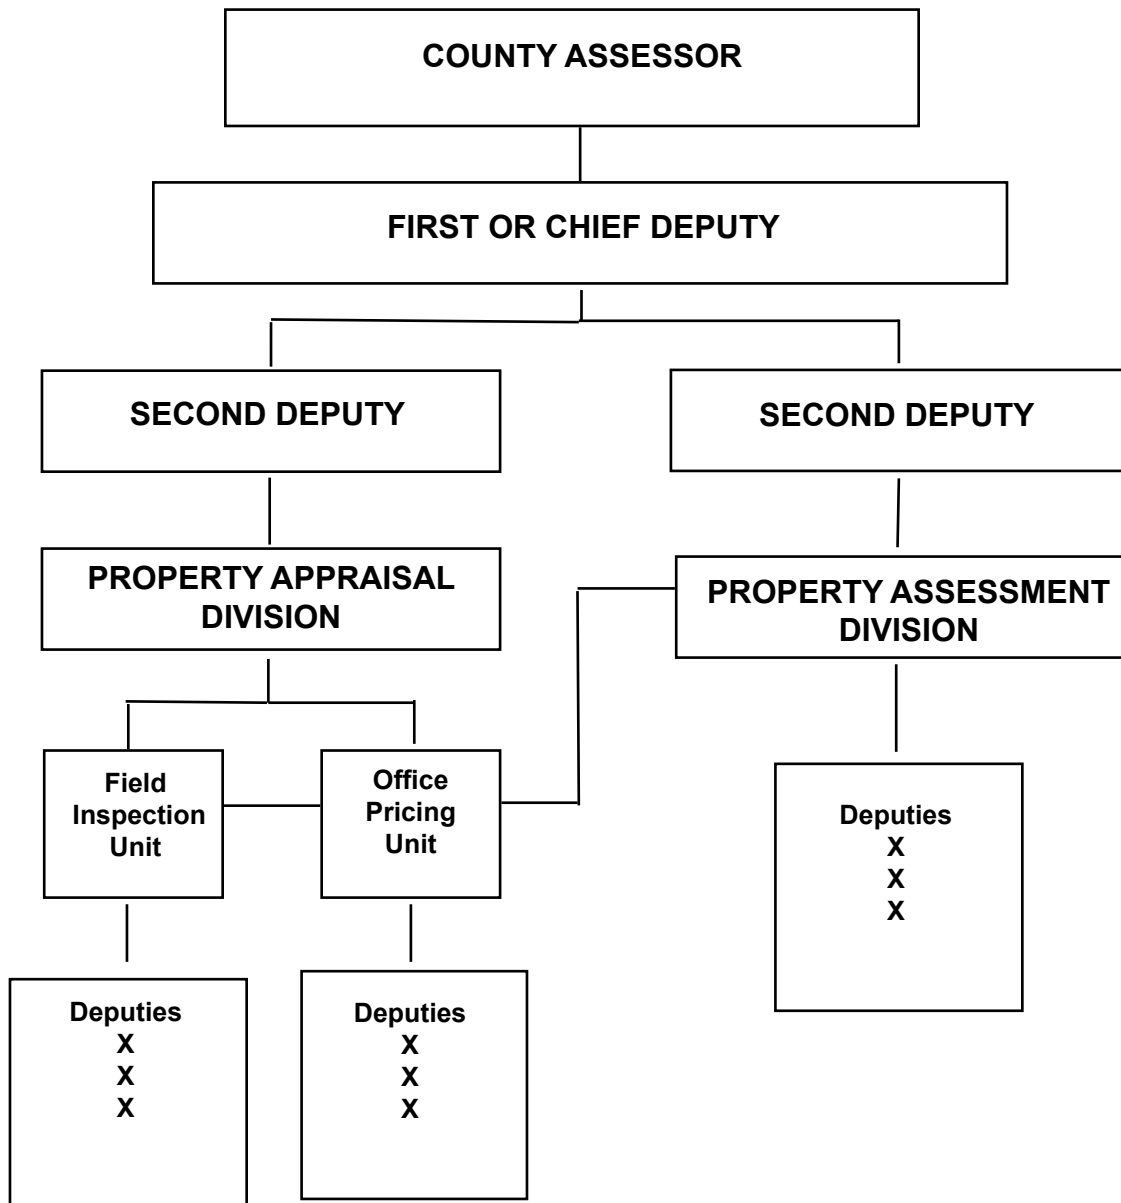 COUNTY ASSESSOR
FIRST OR CHIEF DEPUTY
SECOND DEPUTY
SECOND DEPUTY
PROPERTY APPRAISAL
DIVISION
PROPERTY ASSESSMENT
DIVISION
Field
Inspection
Unit
Office
Pricing
Unit
Deputies
X
X
X
Deputies
X
X
X
Deputies
X
X
X